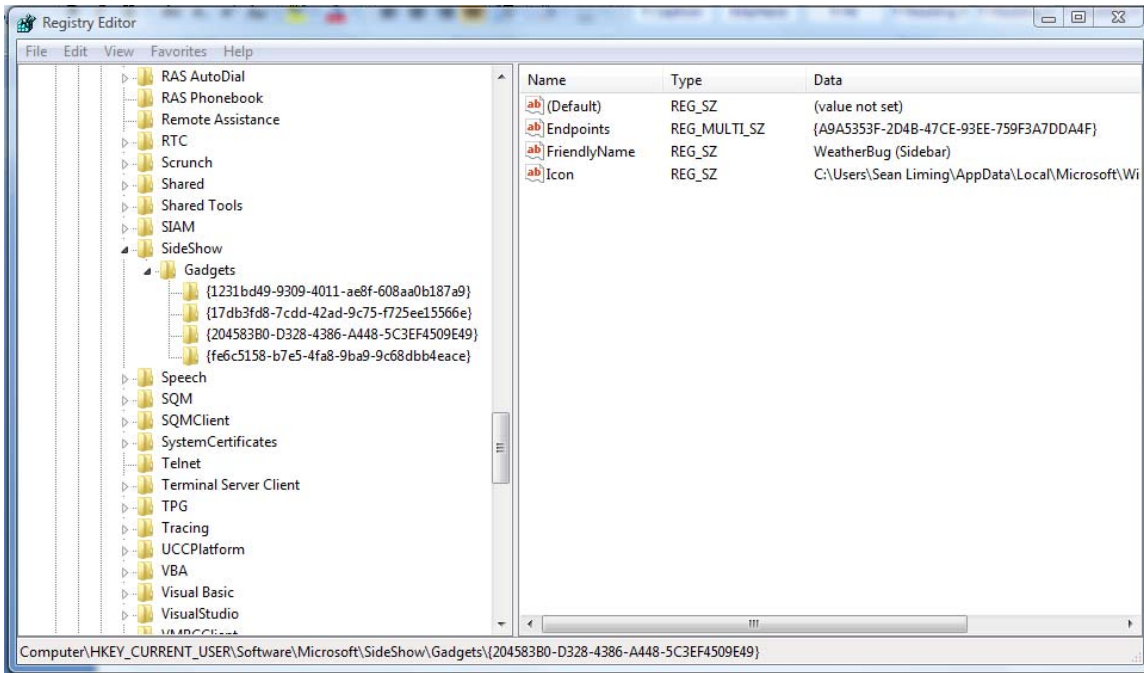 Registry Editor
File Edit View Favorites Help
RAS AutoDial
RAS Phonebook
Remote Assistance
RTC
Scrunch
Shared
Shared Tools
SIAM
SideShow
Gadgets
{1231bd49-9309-4011-ae8f-608aa0b187a9}
{17db3fd8-7cdd-42ad-9c75-f725ee15566e}
{204583B0-D328-4386-A448-5C3EF4509E49}
{fe6c5158-b7e5-4fa8-9ba9-9c68dbb4eace}
Speech
SQM
SQMClient
SystemCertificates
Telnet
Terminal Server Client
TPG
Tracing
UCCPlatform
VBA
Visual Basic
VisualStudio
Name Type Data
(Default) REG_SZ (value not set)
Endpoints REG_MULTI_SZ {A9A5353F-2D4B-47CE-93EE-759F3A7DDA4F}
FriendlyName REG_SZ WeatherBug (Sidebar)
Icon REG_SZ C:\Users\Sean Liming\AppData\Local\Microsoft\Wi
Computer\HKEY_CURRENT_USER\Software\Microsoft\SideShow\Gadgets\{204583B0-D328-4386-A448-5C3EF4509E49}